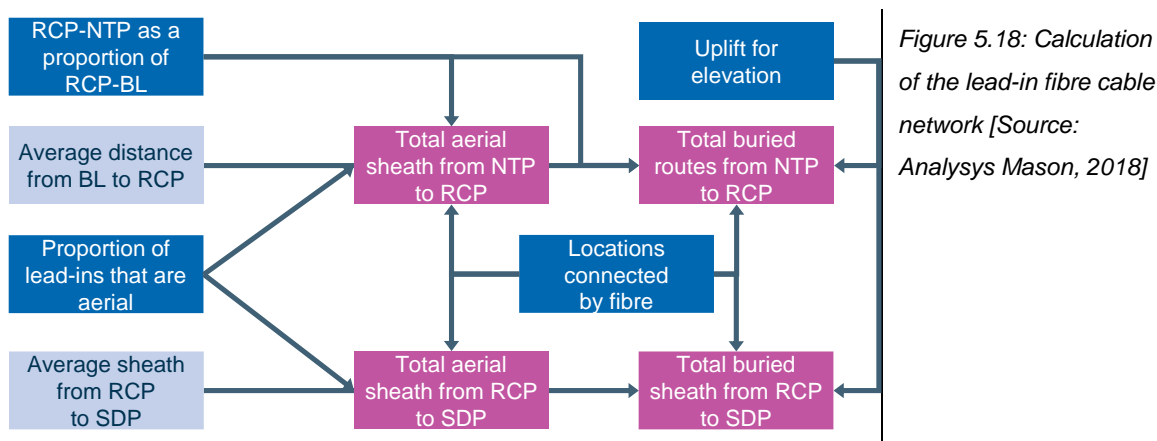 RCP-NTP as a
proportion of
RCP-BL
Uplift for
elevation
Average distance
from BL to RCP
Total aerial
sheath from NTP
to RCP
Total buried
routes from NTP
to RCP
Proportion of
lead-ins that are
aerial
Locations
connected
by fibre
Average sheath
from RCP
to SDP
Total aerial
sheath from RCP
to SDP
Total buried
sheath from RCP
to SDP
Figure 5.18: Calculation
of the lead-in fibre cable
network [Source:
Analysys Mason, 2018]